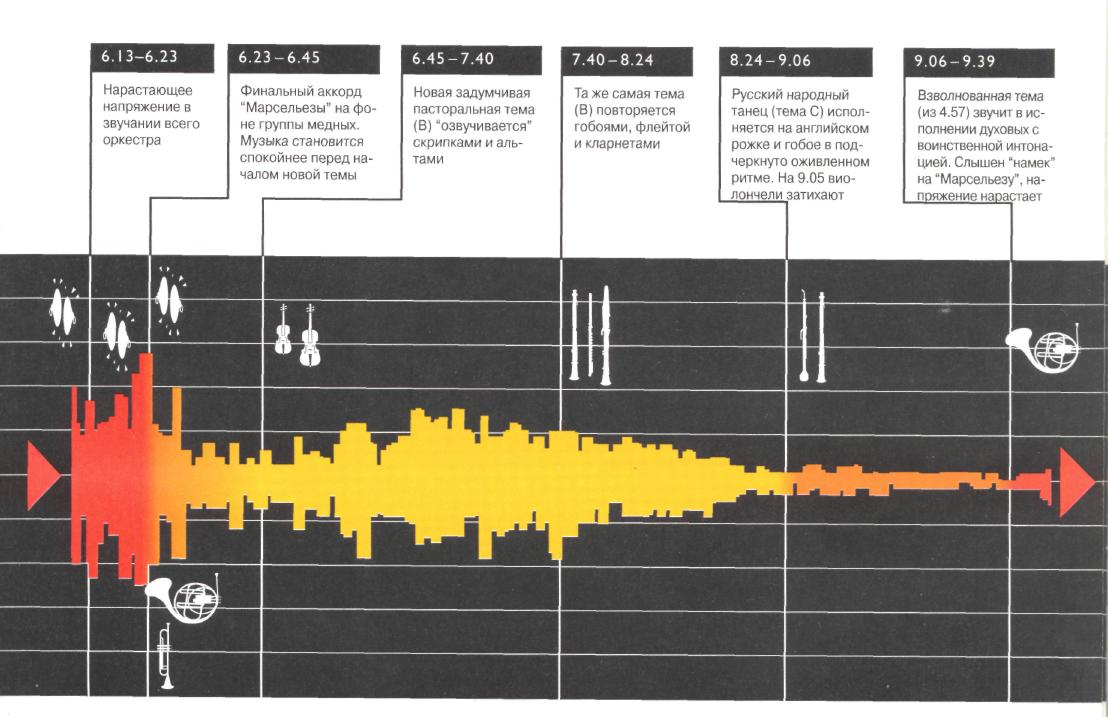 6.13–6.23
Нарастающее
напряжение в
звучании всего
оркестра
6.23–6.45
Финальный аккорд
“Марсельезы” на фо-
не группы медных.
Музыка становится
спокойнее перед на-
чалом новой темы
6.45–7.40
Новая задумчивая
пасторальная тема
(B) “озвучивается”
скрипками и аль-
тами
7.40–8.24
Та же самая тема
(B) повторяется
гобоями, флейтой
и кларнетами
8.24–9.06
Русский народный
танец (тема C) испол-
няется на английском
рожке и гобое в под-
черкнуто оживленном
ритме. На 9.05 вио-
лончели затихают
9.06–9.39
Взволнованная тема
(из 4.57) звучит в ис-
полнении духовых с
воинственной интона-
цией. Слышен “намек”
на “Марсельезу”, на-
пряжение нарастает